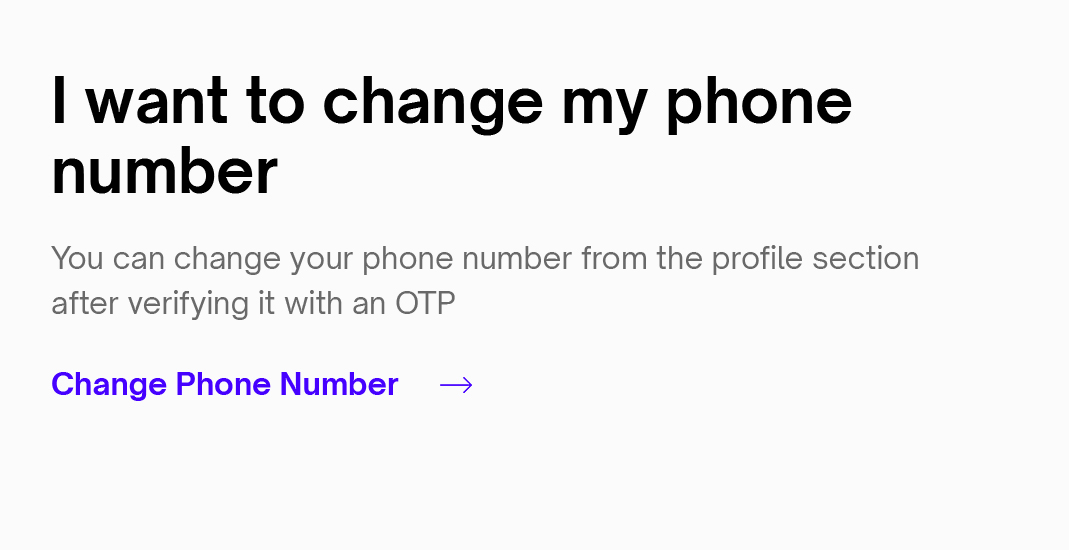 I want to change my phone
number
You can change your phone number from the profile section
after verifying it with an OTP
Change Phone Number